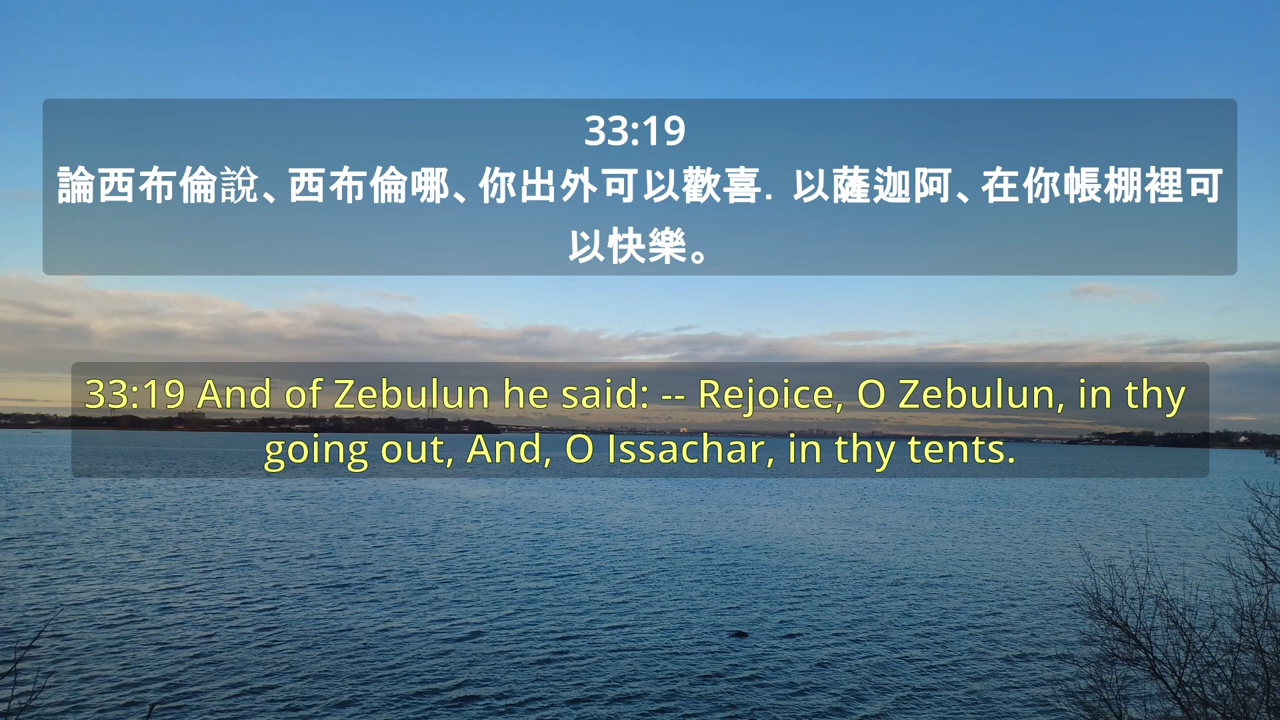 33:19
論西布倫說、西布倫哪、你出外可以歡喜． 以薩迦阿、在你帳棚裡可
以快樂。
33:19 And of Zebulun he said: -- Rejoice, O Zebulun, in thy
going out, And, O Issachar, in thy tents.